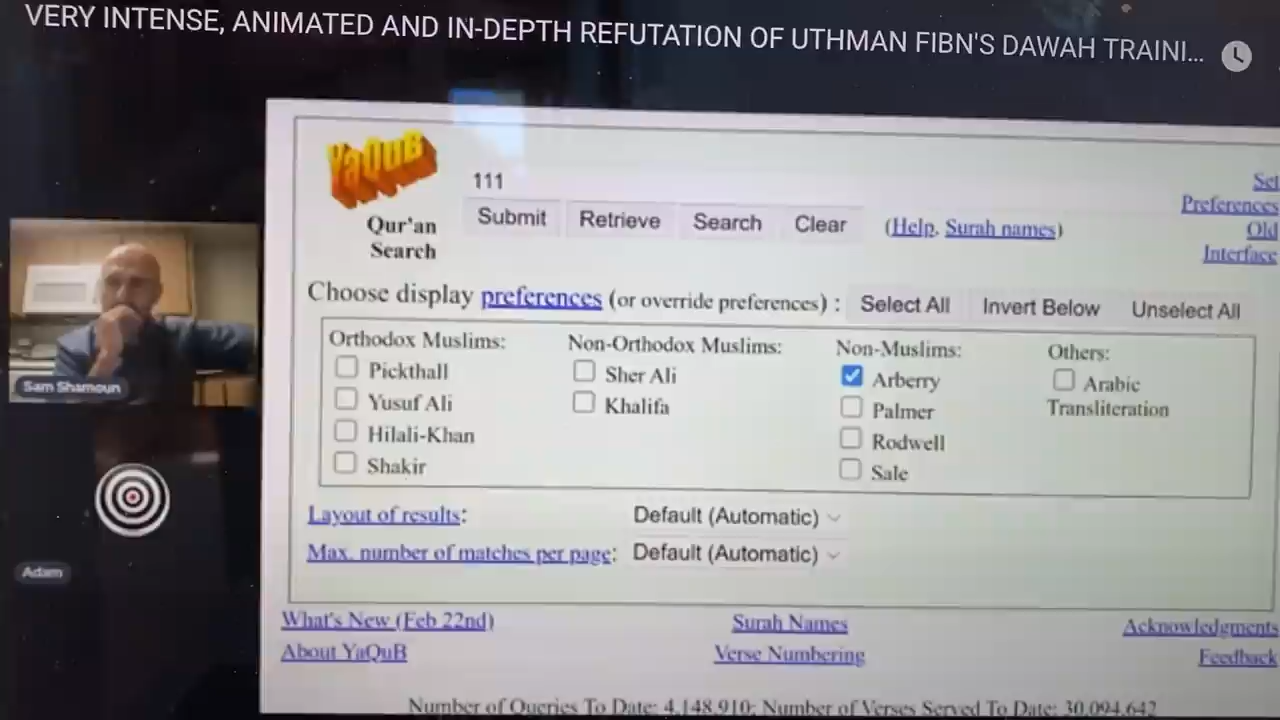 VERY INTENSE, ANIMATED AND IN-DEPTH REFUTATION OF UTHMAN FIBN'S DAWAH TRAINI...
YaQuB
Qur'an
Search
111
Submit Retrieve Search Clear (Help, Surah names)
Set
Preferences
Old
Interface
Choose display preferences (or override preferences) : Select All Invert Below Unselect All
Orthodox Muslims:
Pickthall
Yusuf Ali
Hilali-Khan
Shakir
Non-Orthodox Muslims:
Sher Ali
Khalifa
Non-Muslims:
Arberry
Palmer
Rodwell
Sale
Others:
Arabic
Transliteration
Layout of results: Default (Automatic)
Max. number of matches per page: Default (Automatic)
Sam Shamoun
Adam
What's New (Feb 22nd) Surah Names Acknowledgments
About YaQuB Verse Numbering Feedback
Number of Queries To Date: 4,148,910; Number of Verses Served To Date: 30,094,642